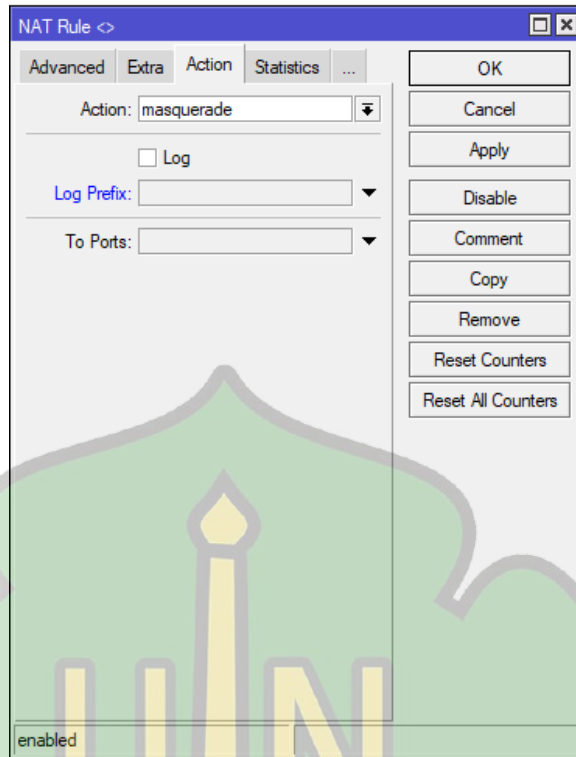 NAT Rule <>
Advanced Extra Action Statistics ...
Action: masquerade
Log
Log Prefix:
To Ports:
OK
Cancel
Apply
Disable
Comment
Copy
Remove
Reset Counters
Reset All Counters
UIN
enabled